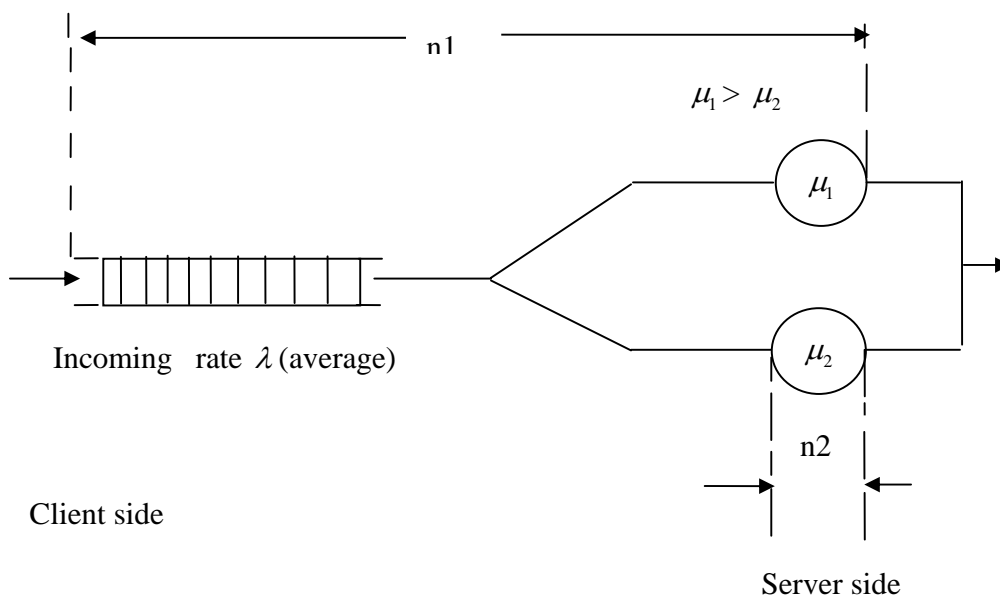 n1
μ₁ > μ₂
μ₁
Incoming rate λ (average)
μ₂
n2
Client side
Server side